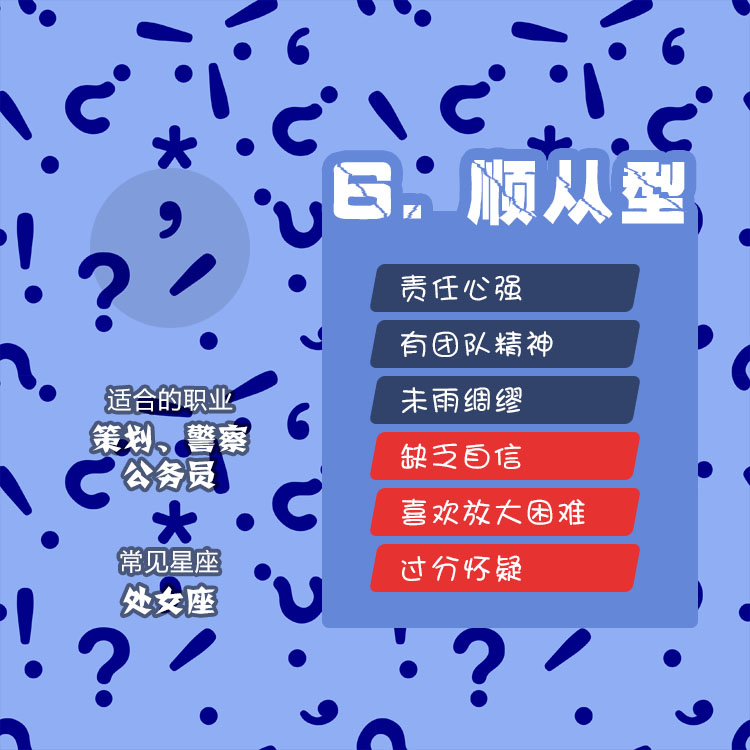 6. 顺从型
责任心强
有团队精神
未雨绸缪
缺乏自信
喜欢放大困难
过分怀疑
适合的职业
策划、警察
公务员
常见星座
处女座